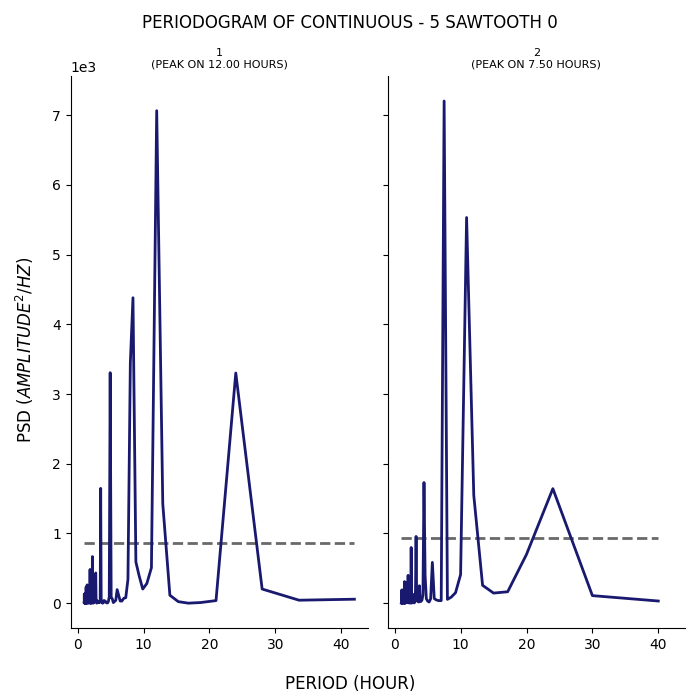 PERIODOGRAM OF CONTINUOUS - 5 SAWTOOTH 0
1
(PEAK ON 12.00 HOURS)
2
(PEAK ON 7.50 HOURS)
1e3
7
6
5
4
3
2
1
0
PSD (AMPLITUDE²/HZ)
0 10 20 30 40
0 10 20 30 40
PERIOD (HOUR)